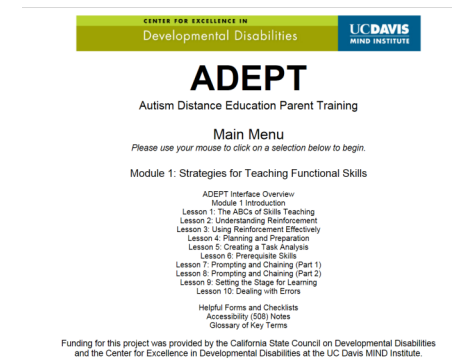 CENTER FOR EXCELLENCE IN
Developmental Disabilities
UCDAVIS
MIND INSTITUTE
ADEPT
Autism Distance Education Parent Training
Main Menu
Please use your mouse to click on a selection below to begin.
Module 1: Strategies for Teaching Functional Skills
ADEPT Interface Overview
Module 1 Introduction
Lesson 1: The ABCs of Skills Teaching
Lesson 2: Understanding Reinforcement
Lesson 3: Using Reinforcement Effectively
Lesson 4: Planning and Preparation
Lesson 5: Creating a Task Analysis
Lesson 6: Prerequisite Skills
Lesson 7: Prompting and Chaining (Part 1)
Lesson 8: Prompting and Chaining (Part 2)
Lesson 9: Setting the Stage for Learning
Lesson 10: Dealing with Errors
Helpful Forms and Checklists
Accessibility (508) Notes
Glossary of Key Terms
Funding for this project was provided by the California State Council on Developmental Disabilities
and the Center for Excellence in Developmental Disabilities at the UC Davis MIND Institute.